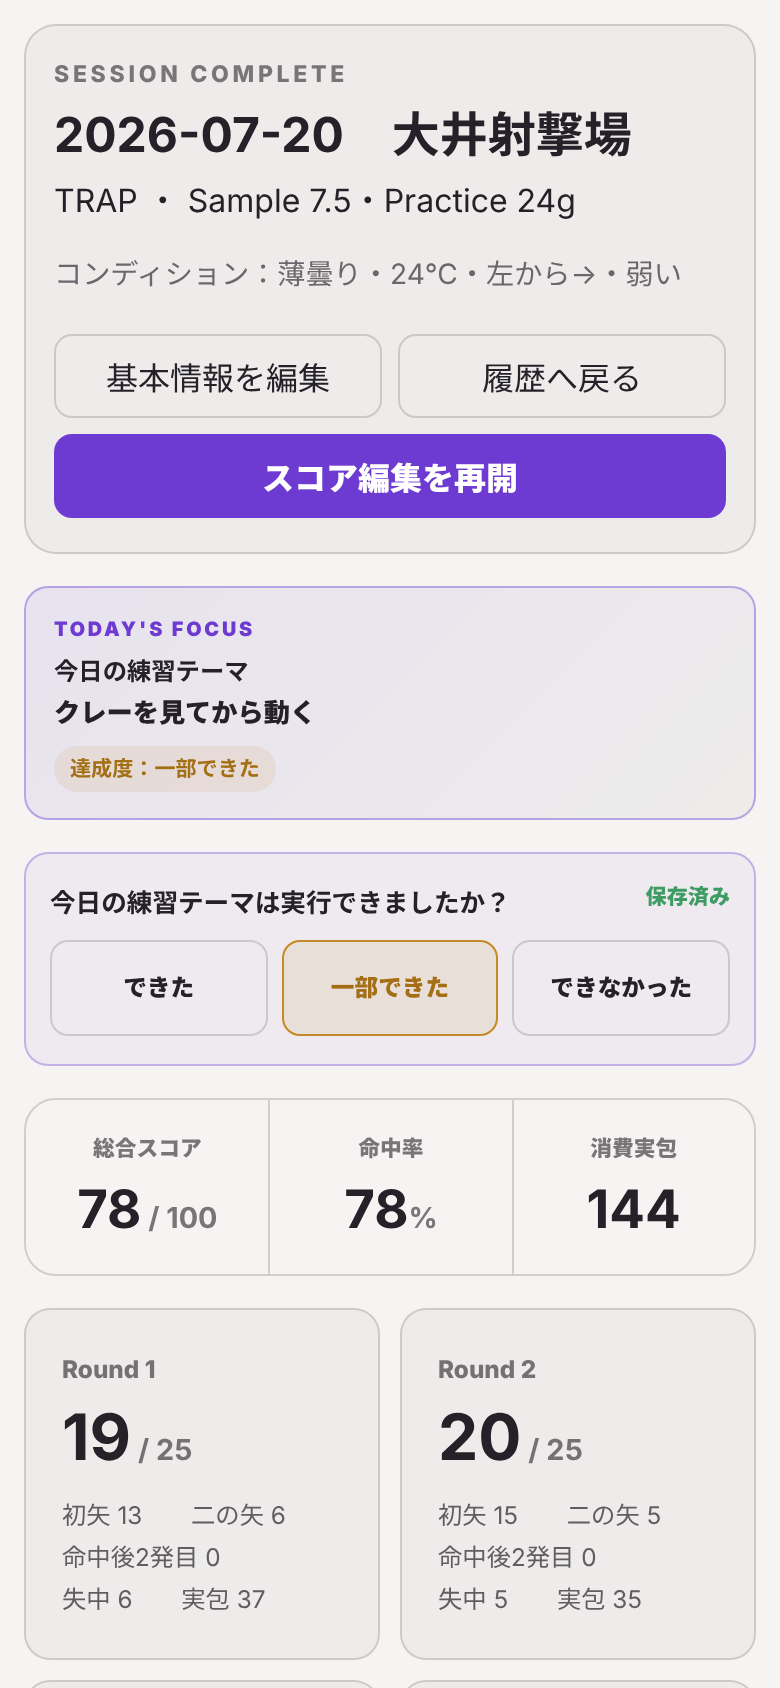 SESSION COMPLETE
2026-07-20　大井射撃場
TRAP ・ Sample 7.5・Practice 24g
コンディション：薄曇り・24°C・左から→・弱い
基本情報を編集
履歴へ戻る
スコア編集を再開
TODAY'S FOCUS
今日の練習テーマ
クレーを見てから動く
達成度：一部できた
今日の練習テーマは実行できましたか？
保存済み
できた
一部できた
できなかった
総合スコア
78 / 100
命中率
78%
消費実包
144
Round 1
19 / 25
初矢 13　二の矢 6
命中後2発目 0
失中 6　実包 37
Round 2
20 / 25
初矢 15　二の矢 5
命中後2発目 0
失中 5　実包 35